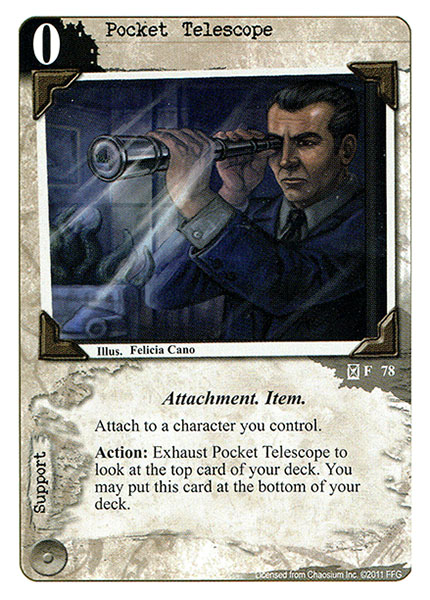 0
Pocket Telescope
Illus. Felicia Cano
F 78
Attachment. Item.
Attach to a character you control.
Action: Exhaust Pocket Telescope to
look at the top card of your deck. You
may put this card at the bottom of your
deck.
Support
Licensed from Chaosium Inc. ©2011 FFG